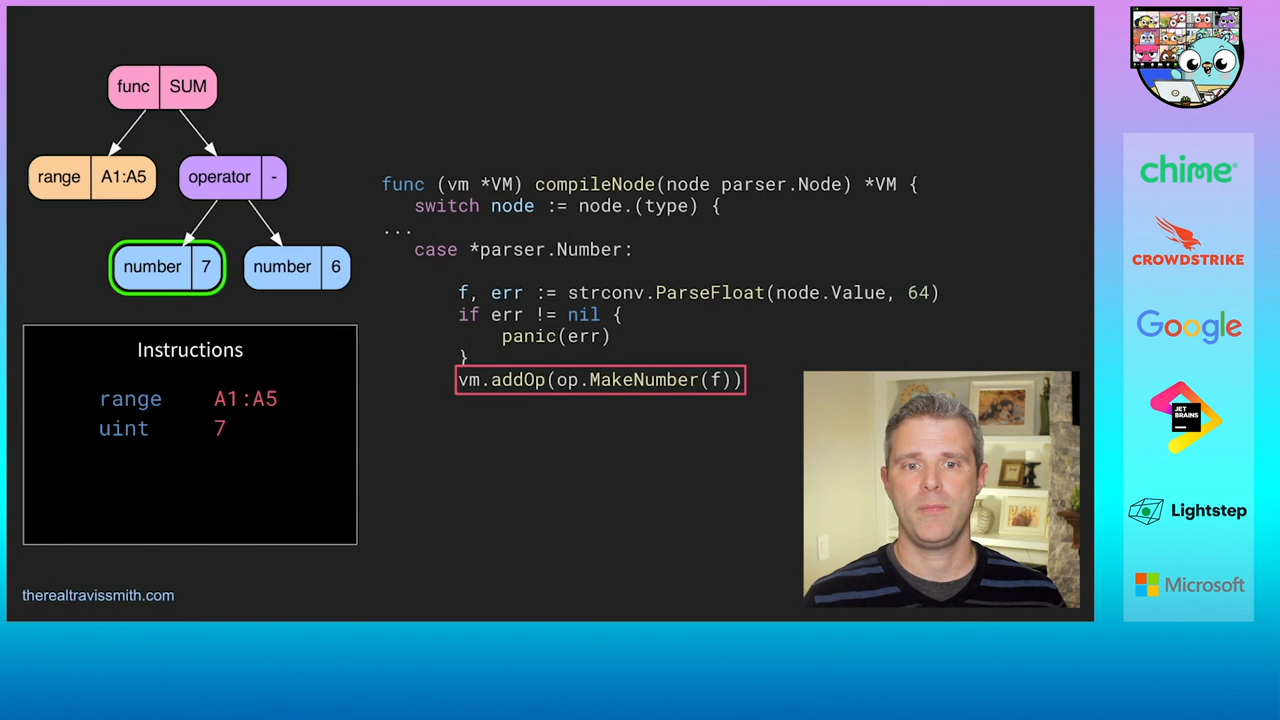 func SUM
range A1:A5
operator -
number 7
number 6
Instructions
range A1:A5
uint 7
therealtravissmith.com
func (vm *VM) compileNode(node parser.Node) *VM {
switch node := node.(type) {
...
case *parser.Number:
f, err := strconv.ParseFloat(node.Value, 64)
if err != nil {
panic(err)
}
vm.addOp(op.MakeNumber(f))
chime®
CROWDSTRIKE
Google
JET
BRAINS
Lightstep
Microsoft